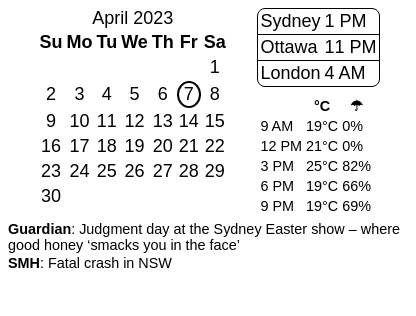 April 2023
Su Mo Tu We Th Fr Sa
1
2 3 4 5 6 7 8
9 10 11 12 13 14 15
16 17 18 19 20 21 22
23 24 25 26 27 28 29
30
Sydney 1 PM
Ottawa 11 PM
London 4 AM
°C ☂
9 AM 19°C 0%
12 PM 21°C 0%
3 PM 25°C 82%
6 PM 19°C 66%
9 PM 19°C 69%
Guardian: Judgment day at the Sydney Easter show – where
good honey ‘smacks you in the face’
SMH: Fatal crash in NSW